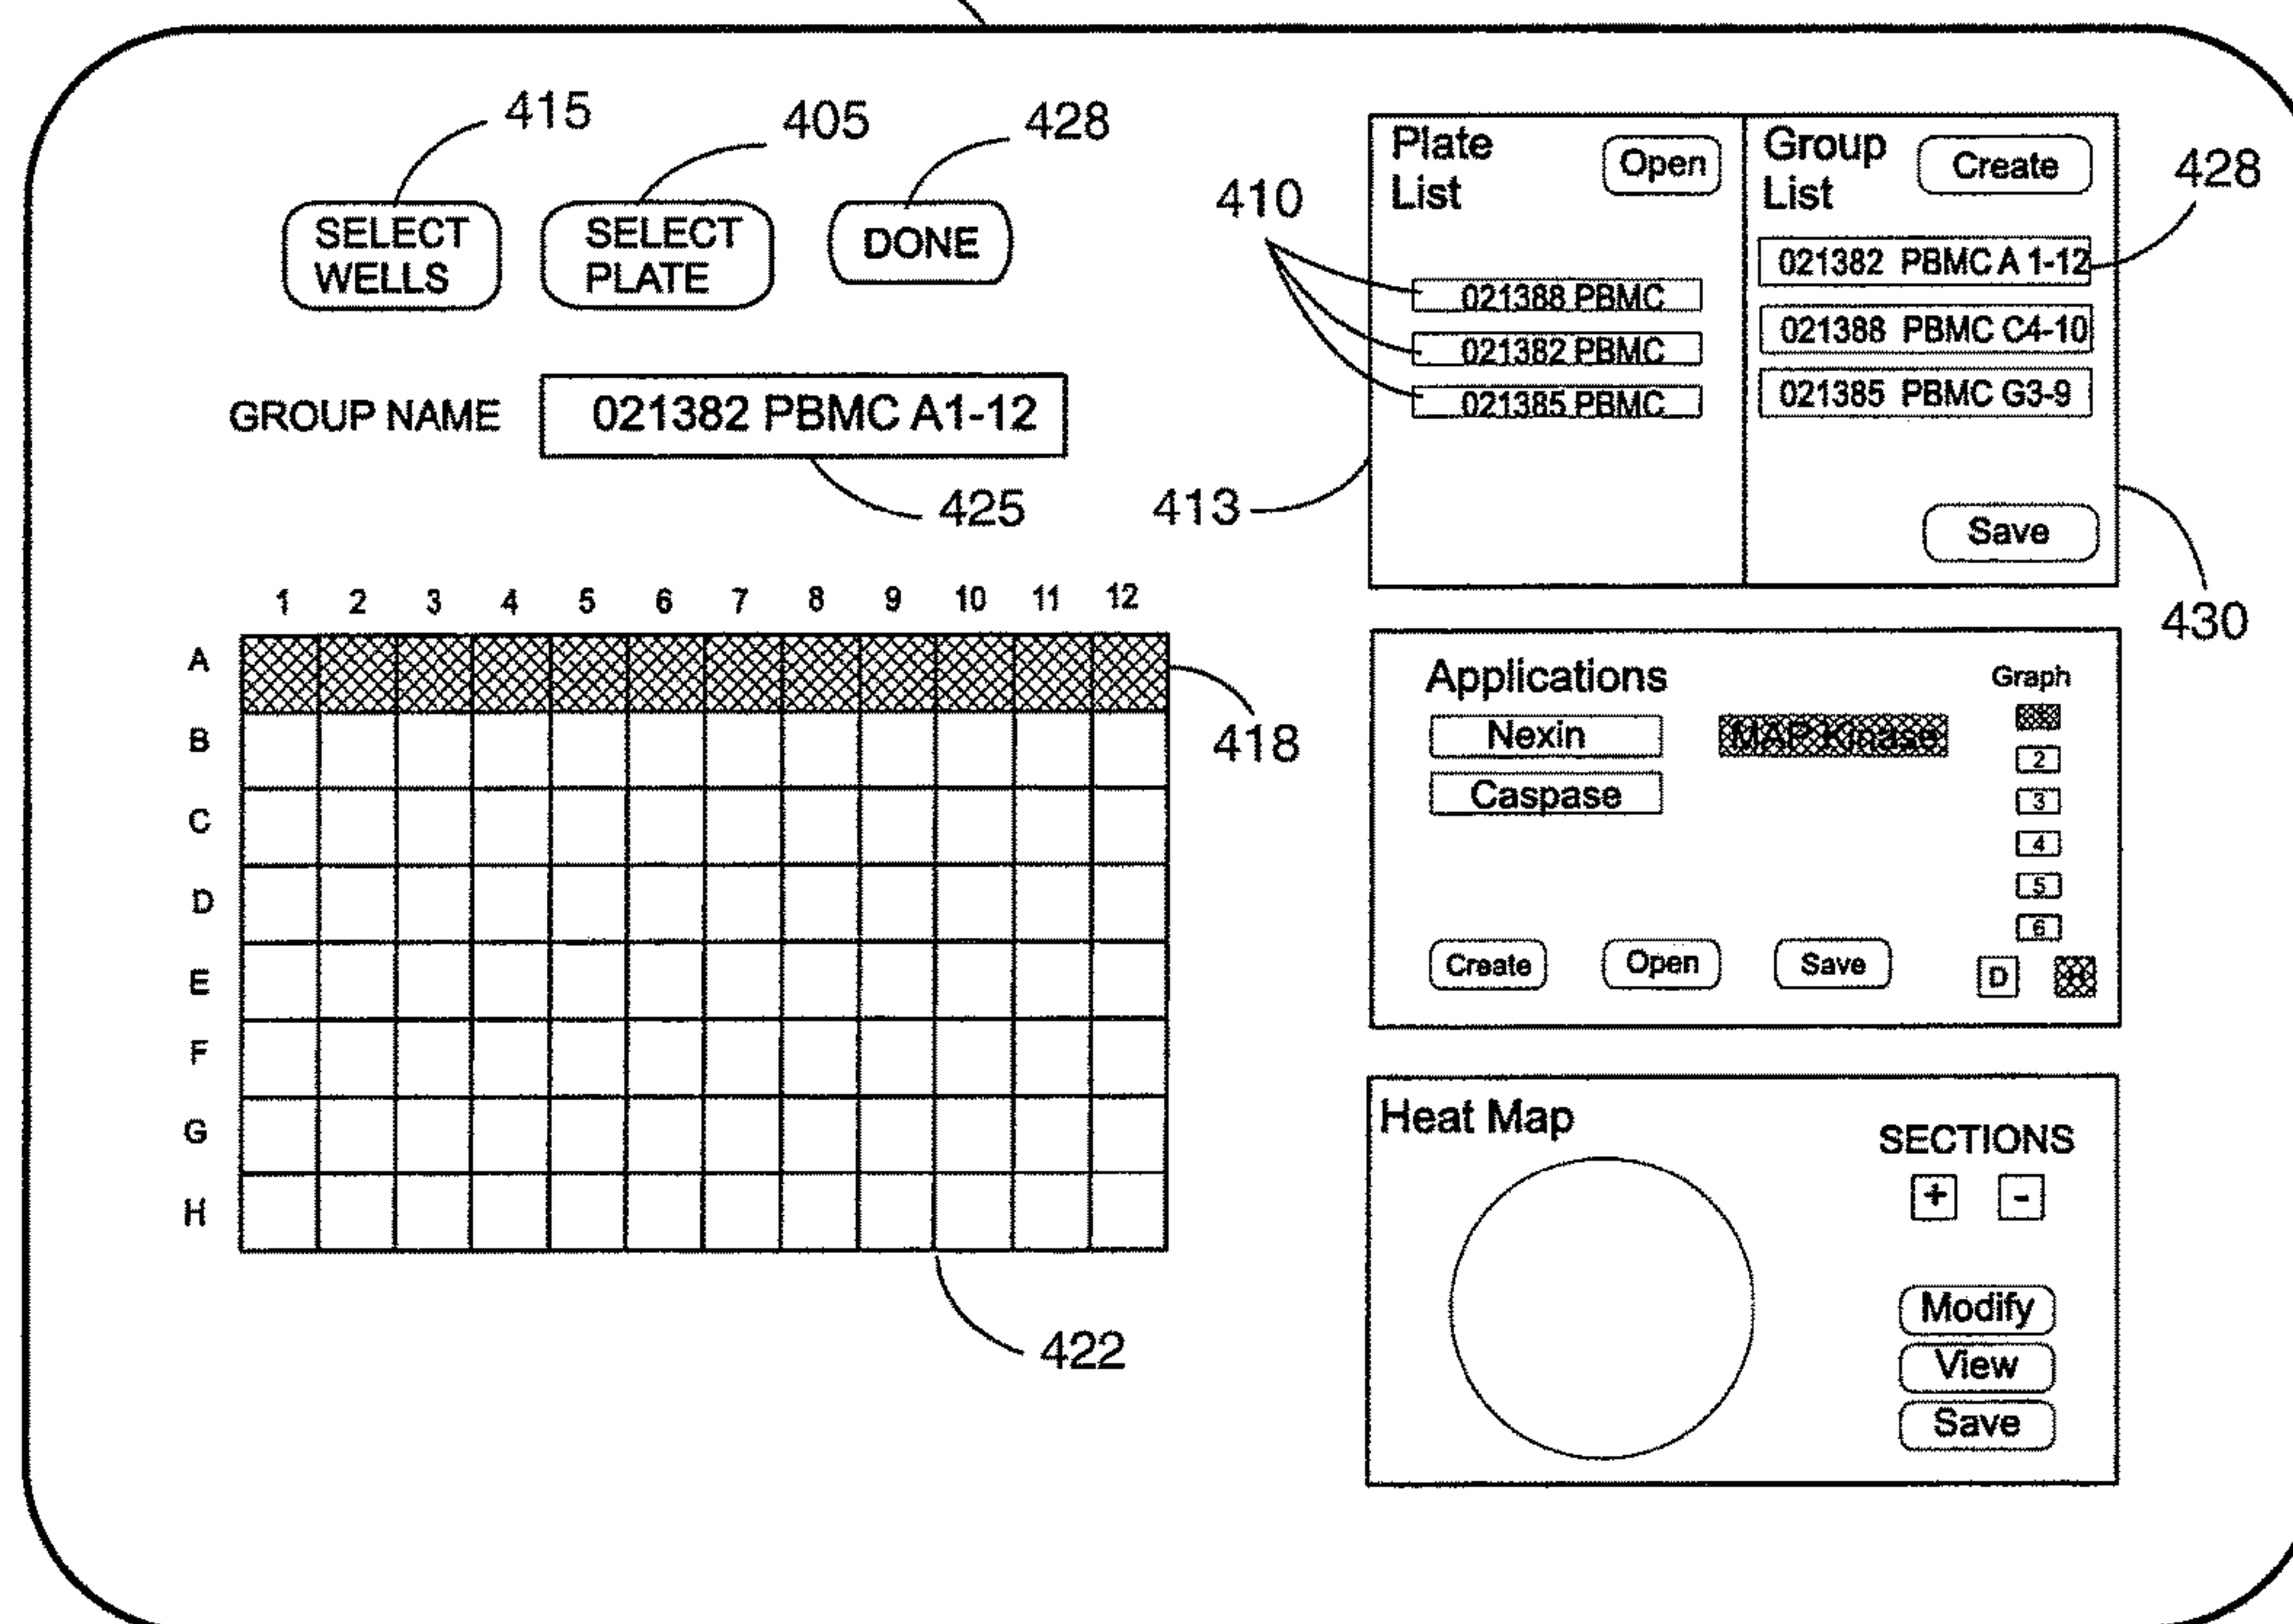 415
405
428
SELECT
WELLS
SELECT
PLATE
DONE
GROUP NAME
021382 PBMC A1-12
425
1 2 3 4 5 6 7 8 9 10 11 12
A
B
C
D
E
F
G
H
418
422
410
413
Plate
List
Open
021388 PBMC
021382 PBMC
021385 PBMC
Group
List
Create
428
021382 PBMC A 1-12
021388 PBMC C4-10
021385 PBMC G3-9
Save
430
Applications
Graph
Nexin
MAP Kinase
Caspase
2
3
4
5
6
Create
Open
Save
D
Heat Map
SECTIONS
+ -
Modify
View
Save